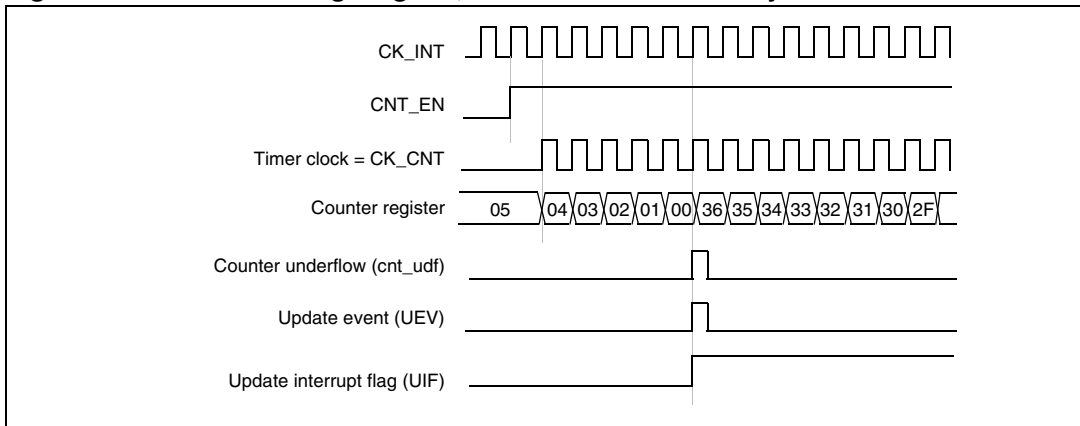 CK_INT
CNT_EN
Timer clock = CK_CNT
Counter register 05 04 03 02 01 00 36 35 34 33 32 31 30 2F
Counter underflow (cnt_udf)
Update event (UEV)
Update interrupt flag (UIF)